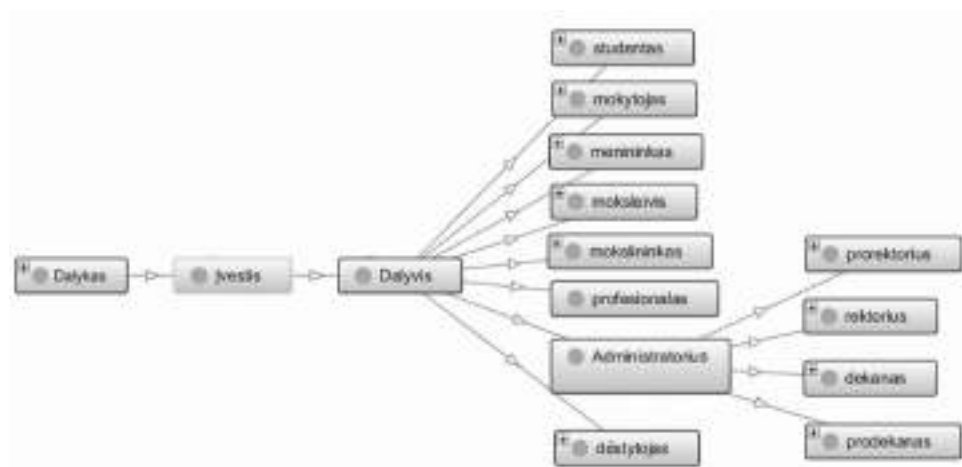 Dalykas
Įvestis
Dalyvis
studentas
mokytojas
menininkas
moksleivis
mokslininkas
profesionalas
Administratorius
dėstytojas
prorektorius
rektorius
dekanas
prodekanas